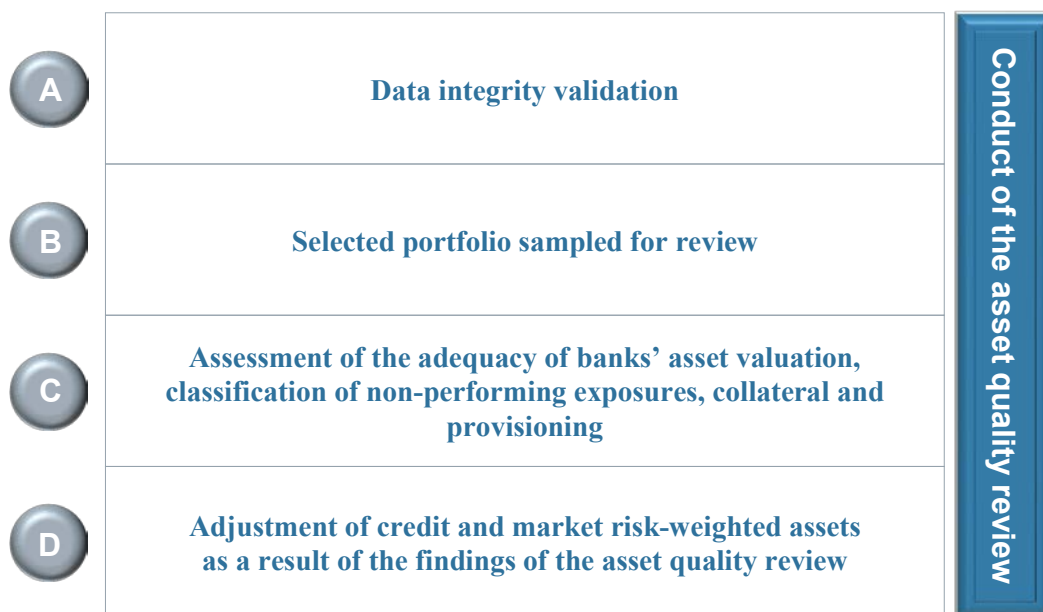 A
Data integrity validation
B
Selected portfolio sampled for review
C
Assessment of the adequacy of banks’ asset valuation,
classification of non-performing exposures, collateral and
provisioning
D
Adjustment of credit and market risk-weighted assets
as a result of the findings of the asset quality review
Conduct of the asset quality review